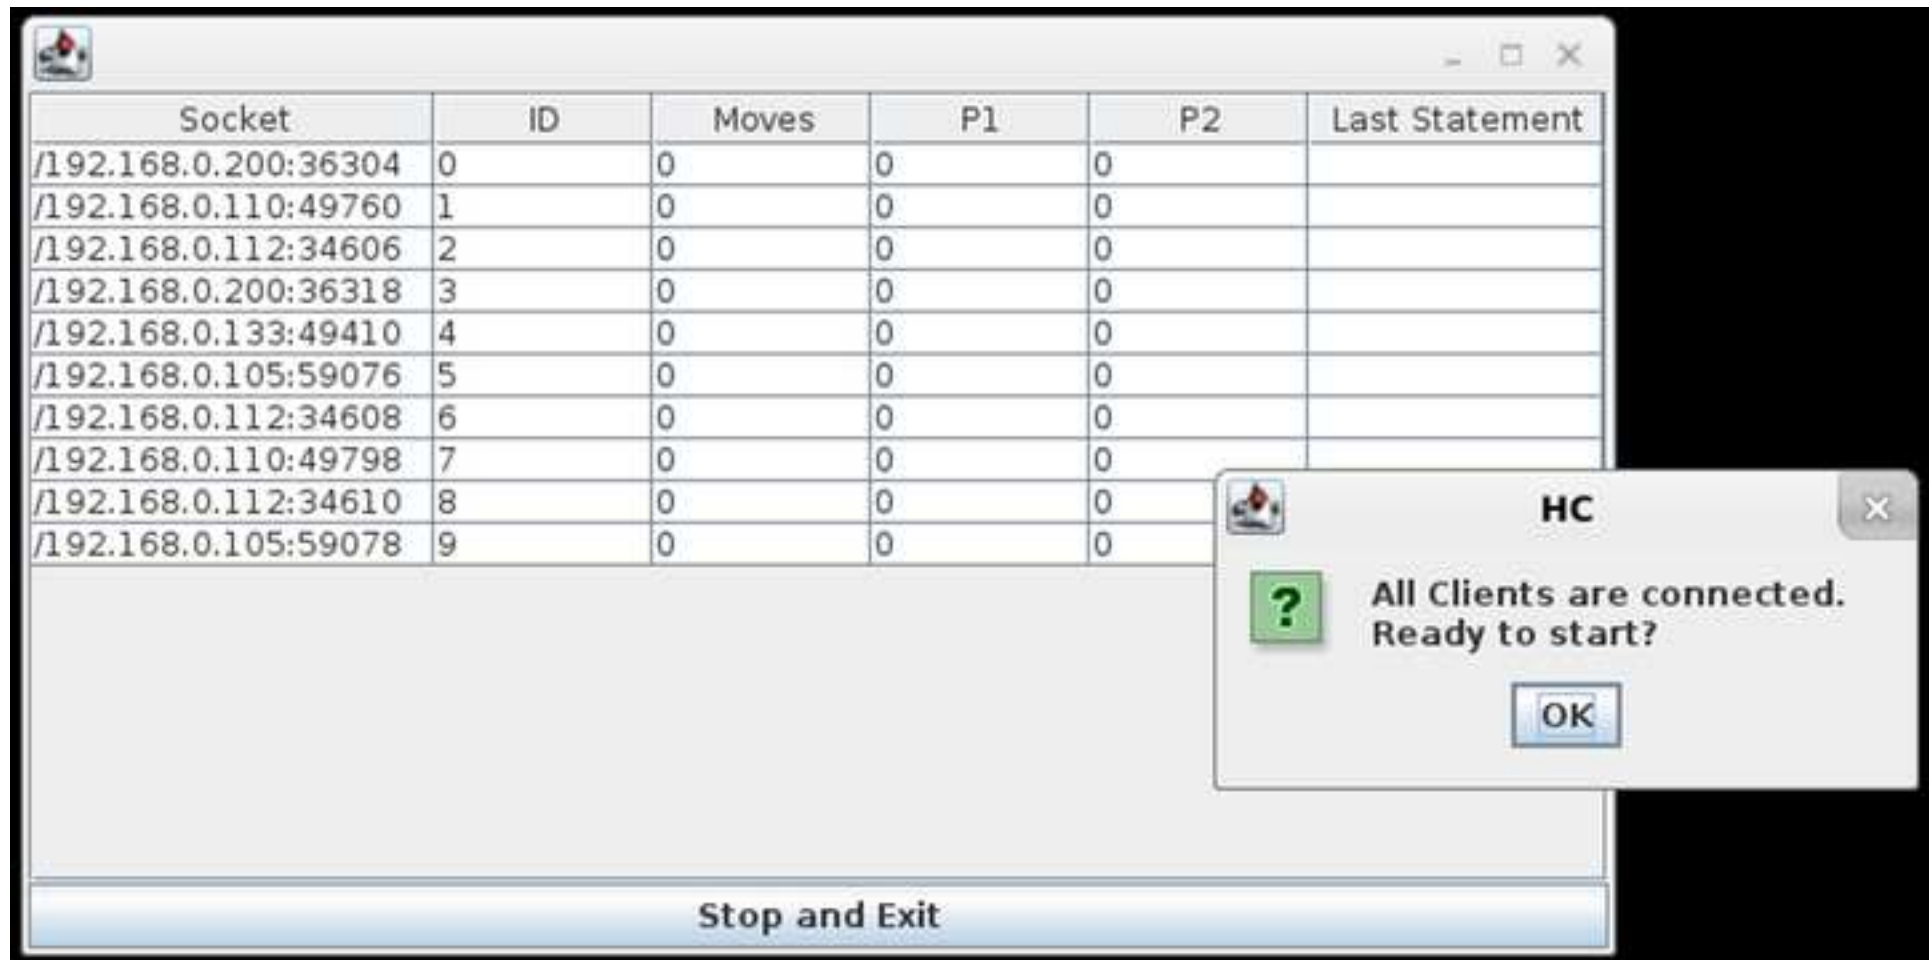 Socket ID Moves P1 P2 Last Statement
/192.168.0.200:36304 0 0 0 0
/192.168.0.110:49760 1 0 0 0
/192.168.0.112:34606 2 0 0 0
/192.168.0.200:36318 3 0 0 0
/192.168.0.133:49410 4 0 0 0
/192.168.0.105:59076 5 0 0 0
/192.168.0.112:34608 6 0 0 0
/192.168.0.110:49798 7 0 0 0
/192.168.0.112:34610 8 0 0 0
/192.168.0.105:59078 9 0 0 0
HC
?
All Clients are connected.
Ready to start?
OK
Stop and Exit